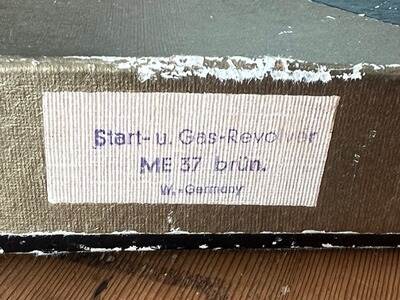 Start- u. Gas-Revolver
ME 37 brün.
W.-Germany